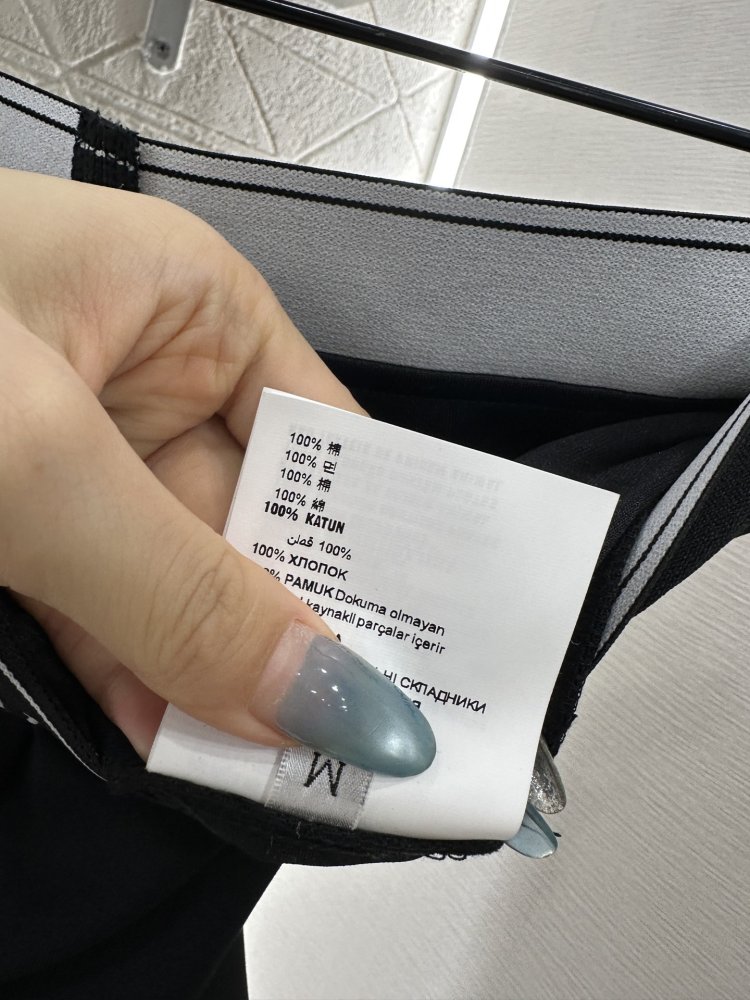 100% 棉
100% 면
100% 棉
100% 綿
100% KATUN
100% قطن
100% ХЛОПОК
% PAMUK Dokuma olmayan
kaynakli parçalar içerir
НІ СКЛАДНИКИ
M